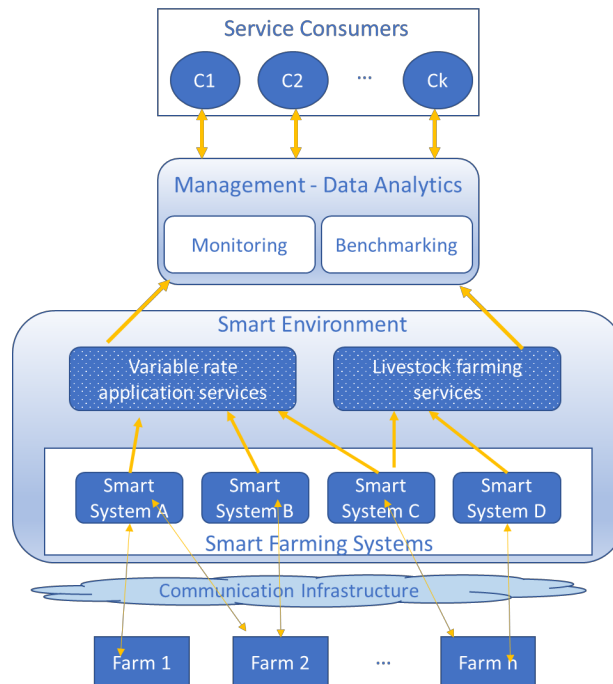 Service Consumers
C1 C2 ... Ck
Management - Data Analytics
Monitoring Benchmarking
Smart Environment
Variable rate
application services
Livestock farming
services
Smart
System A
Smart
System B
Smart
System C
Smart
System D
Smart Farming Systems
Communication Infrastructure
Farm 1 Farm 2 ... Farm n